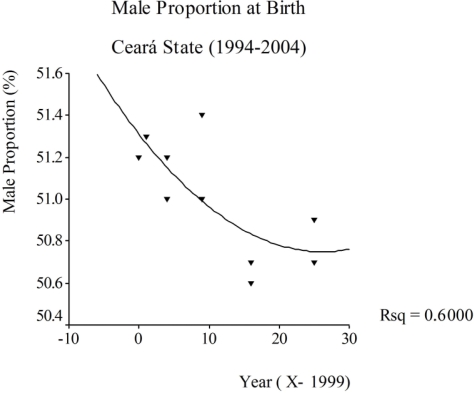 Male Proportion at Birth
Ceará State (1994-2004)
Male Proportion (%)
51.6
51.4
51.2
51.0
50.8
50.6
50.4
-10
0
10
20
30
Rsq = 0.6000
Year ( X- 1999)